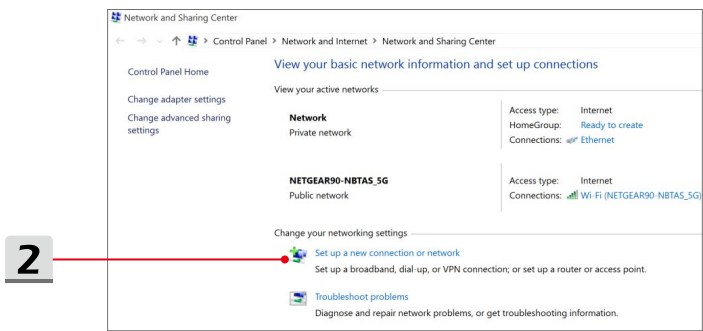 Network and Sharing Center
Control Panel > Network and Internet > Network and Sharing Center
Control Panel Home
Change adapter settings
Change advanced sharing
settings
View your basic network information and set up connections
View your active networks
Network
Private network
Access type: Internet
HomeGroup: Ready to create
Connections: Ethernet
NETGEAR90-NBTAS_5G
Public network
Access type: Internet
Connections: Wi-Fi (NETGEAR90-NBTAS_5G)
Change your networking settings
2
Set up a new connection or network
Set up a broadband, dial-up, or VPN connection; or set up a router or access point.
Troubleshoot problems
Diagnose and repair network problems, or get troubleshooting information.